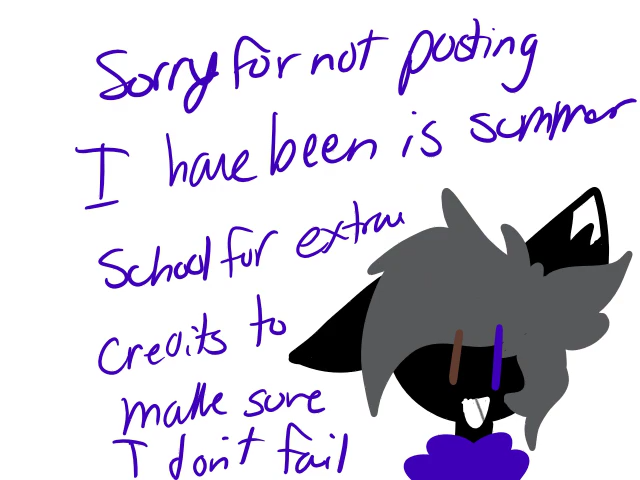 Sorry for not posting
I have been is summer
School for extra
Credits to
make sure
I don't fail